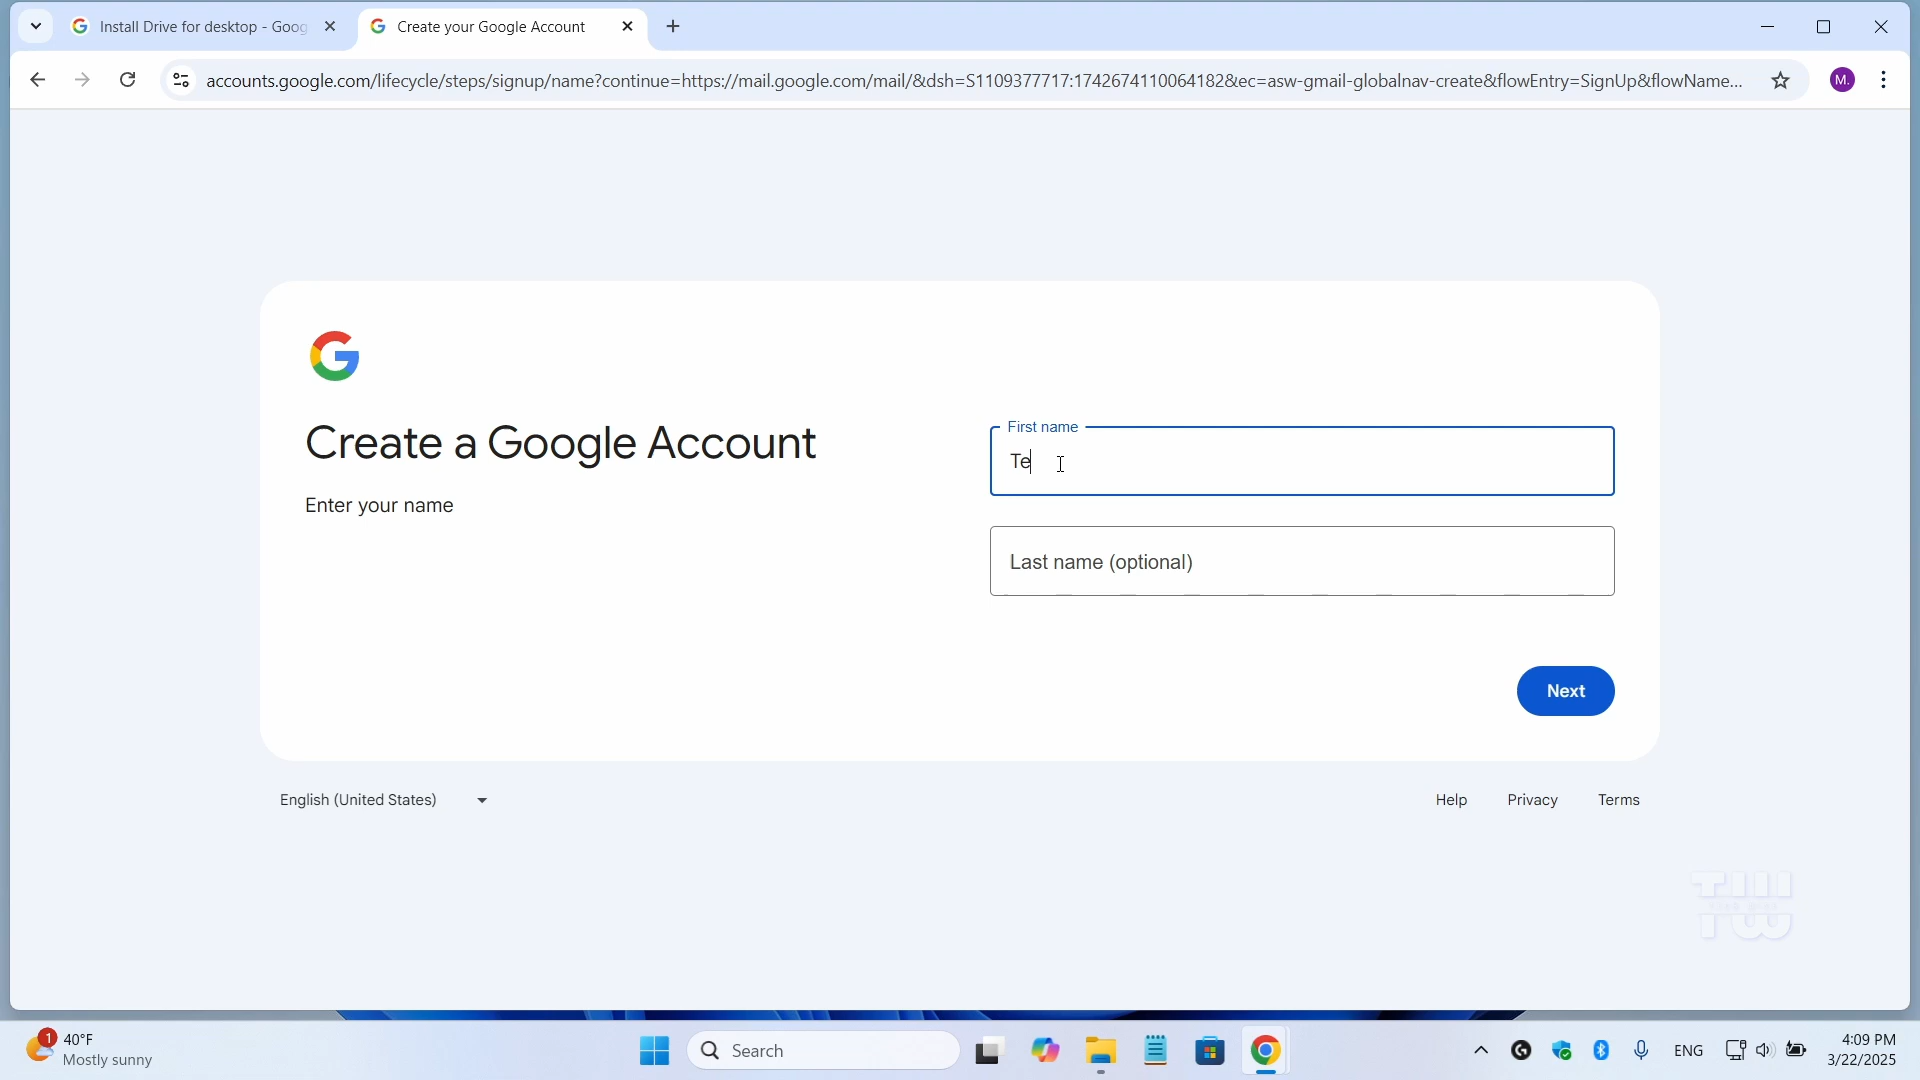 Install Drive for desktop - Goog
Create your Google Account
accounts.google.com/lifecycle/steps/signup/name?continue=https://mail.google.com/mail/&dsh=S1109377717:1742674110064182&ec=asw-gmail-globalnav-create&flowEntry=SignUp&flowName...
M.
Create a Google Account
Enter your name
First name
Te
Last name (optional)
Next
English (United States)
Help
Privacy
Terms
TW
1
40°F
Mostly sunny
Search
ENG
4:09 PM
3/22/2025